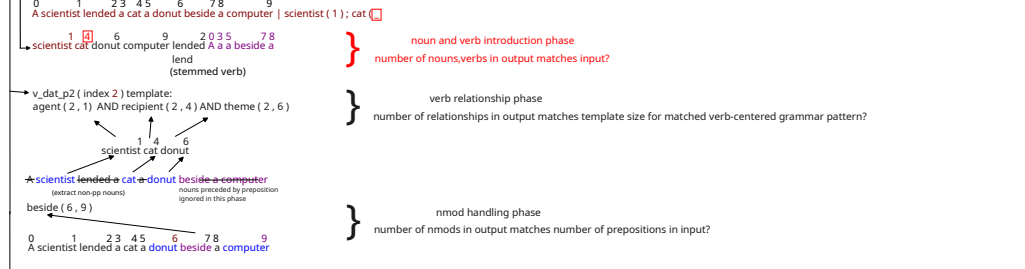 0 1 2 3 4 5 7 8 9
A scientist lended a cat a donut beside a computer | scientist ( 1 ) ; cat ( _
1 4 6 9 2 0 3 5 7 8
scientist cat donut computer lended A a a beside a
lend
(stemmed verb)
noun and verb introduction phase
number of nouns,verbs in output matches input?
v_dat_p2 ( index 2 ) template:
agent ( 2 , 1) AND recipient ( 2 , 4 ) AND theme ( 2 , 6 )
verb relationship phase
number of relationships in output matches template size for matched verb-centered grammar pattern?
1 4 6
scientist cat donut
A scientist lended a cat a donut beside a computer
(extract non-pp nouns)
nouns preceded by preposition
ignored in this phase
beside ( 6 , 9 )
nmod handling phase
number of nmods in output matches number of prepositions in input?
0 1 2 3 4 5 6 7 8 9
A scientist lended a cat a donut beside a computer